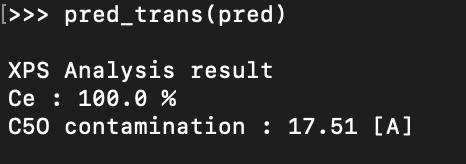 [>>> pred_trans(pred)
XPS Analysis result
Ce : 100.0 %
C5O contamination : 17.51 [A]